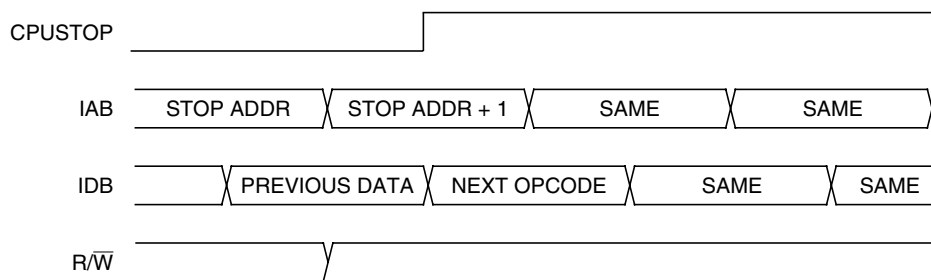 CPUSTOP
IAB STOP ADDR STOP ADDR + 1 SAME SAME
IDB PREVIOUS DATA NEXT OPCODE SAME SAME
R/W̅